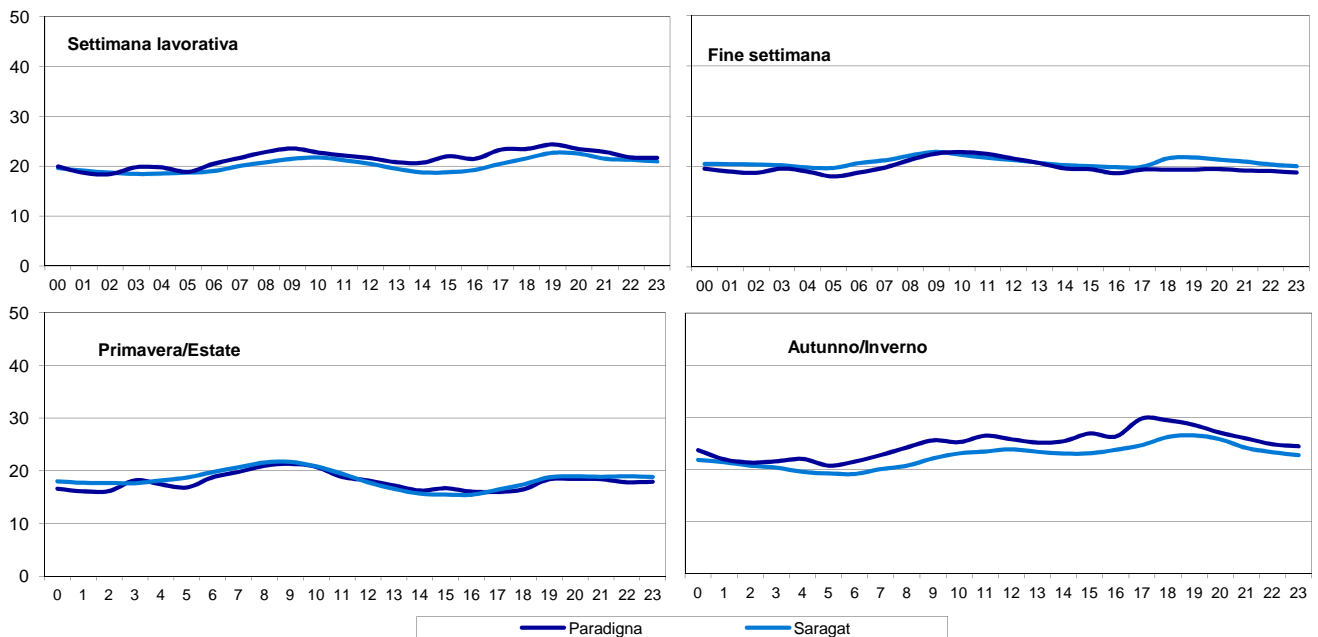 50
40
30
20
10
0
Settimana lavorativa
00 01 02 03 04 05 06 07 08 09 10 11 12 13 14 15 16 17 18 19 20 21 22 23
Fine settimana
00 01 02 03 04 05 06 07 08 09 10 11 12 13 14 15 16 17 18 19 20 21 22 23
50
40
30
20
10
0
Primavera/Estate
0 1 2 3 4 5 6 7 8 9 10 11 12 13 14 15 16 17 18 19 20 21 22 23
Autunno/Inverno
0 1 2 3 4 5 6 7 8 9 10 11 12 13 14 15 16 17 18 19 20 21 22 23
Paradigna Saragat